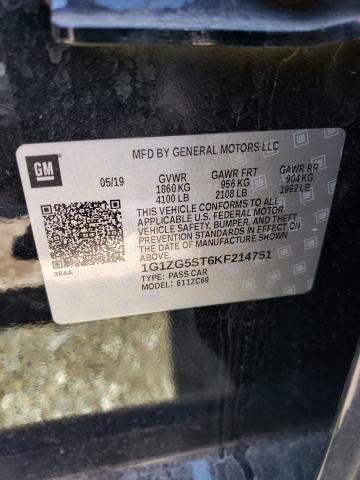 GM
MFD BY GENERAL MOTORS LLC
05/19 GVWR GAWR FRT GAWR RR
1860 KG 956 KG 904 KG
4100 LB 2108 LB 1992 LB
THIS VEHICLE CONFORMS TO ALL
APPLICABLE U.S. FEDERAL MOTOR
VEHICLE SAFETY, BUMPER, AND THEFT
PREVENTION STANDARDS IN EFFECT ON
THE DATE OF MANUFACTURE SHOWN
ABOVE.
384A
1G1ZG5ST6KF214751
TYPE: PASS CAR
MODEL: 611ZC69